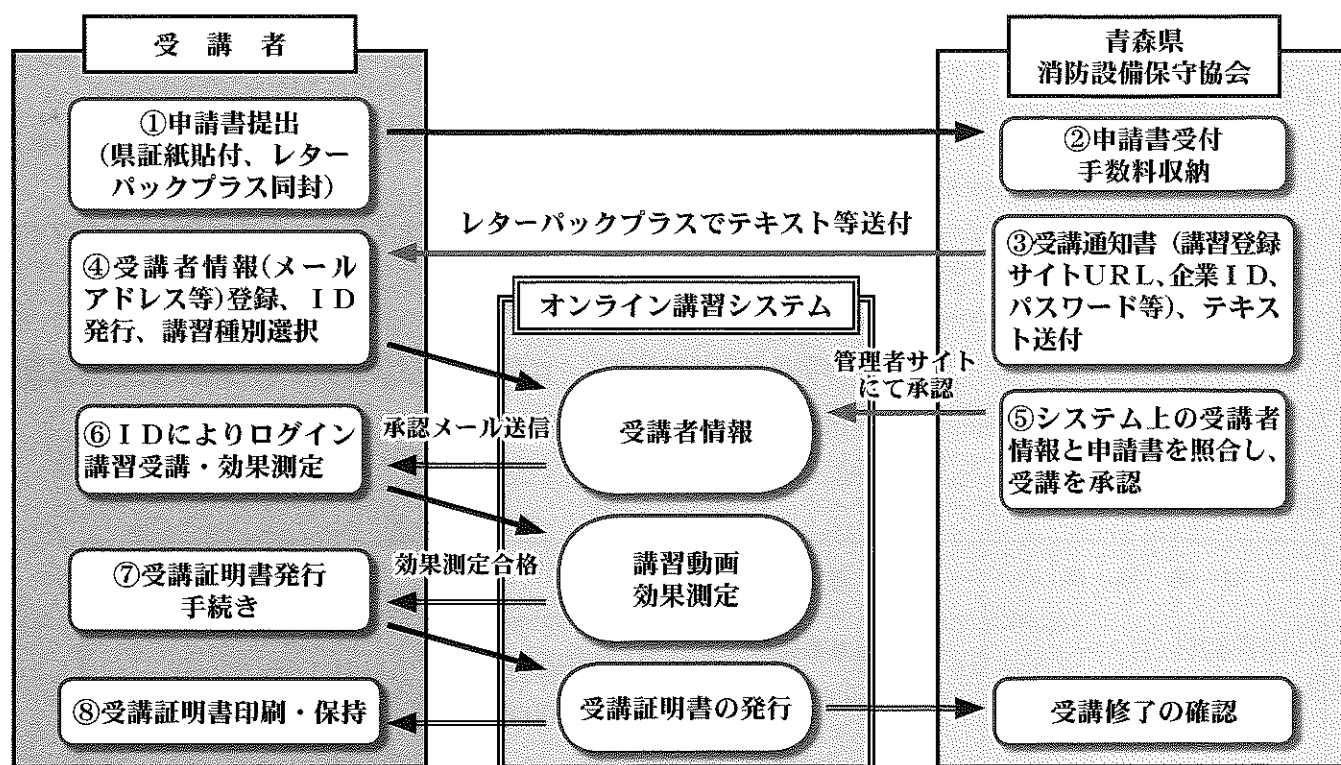 受 講 者
①申請書提出
(県証紙貼付、レター
パックプラス同封)
④受講者情報(メール
アドレス等)登録、ＩＤ
発行、講習種別選択
⑥ＩＤによりログイン
講習受講・効果測定
⑦受講証明書発行
手続き
⑧受講証明書印刷・保持
レターパックプラスでテキスト等送付
オンライン講習システム
管理者サイト
にて承認
受講者情報
承認メール送信
講習動画
効果測定
効果測定合格
受講証明書の発行
青森県
消防設備保守協会
②申請書受付
手数料収納
③受講通知書（講習登録
サイトＵＲＬ、企業ＩＤ、
パスワード等）、テキス
ト送付
⑤システム上の受講者
情報と申請書を照合し、
受講を承認
受講修了の確認